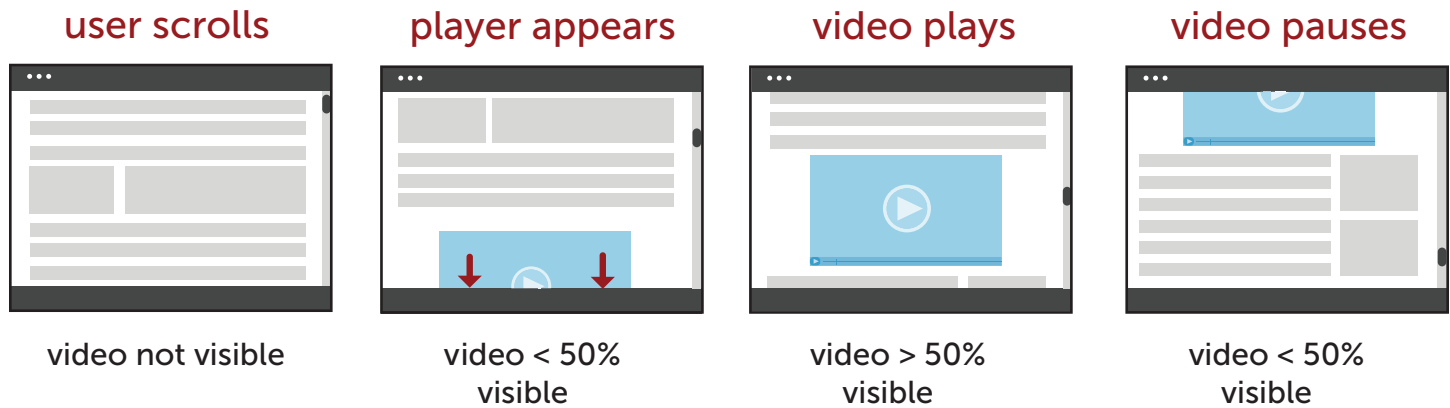 user scrolls
player appears
video plays
video pauses
video not visible
video < 50%
visible
video > 50%
visible
video < 50%
visible